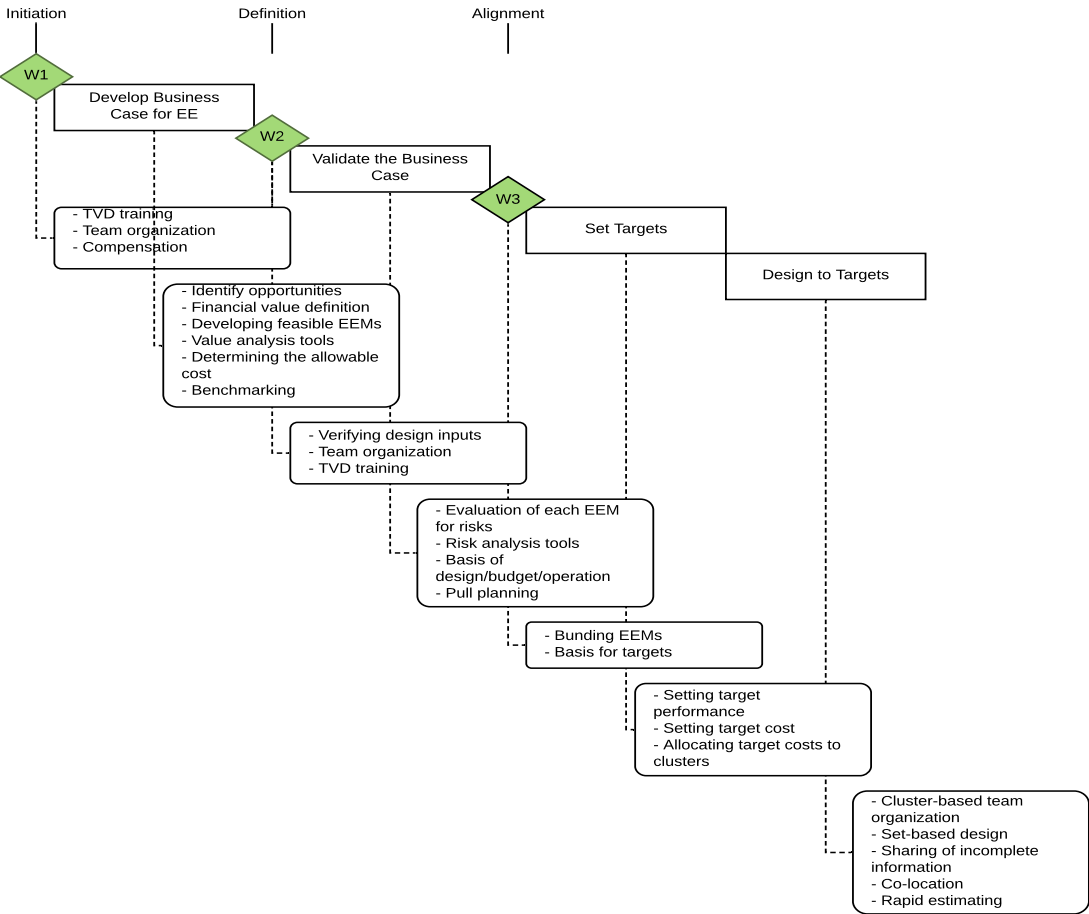 Initiation
Definition
Alignment
W1
Develop Business
Case for EE
W2
Validate the Business
Case
W3
Set Targets
Design to Targets
- TVD training
- Team organization
- Compensation
- Identify opportunities
- Financial value definition
- Developing feasible EEMs
- Value analysis tools
- Determining the allowable
cost
- Benchmarking
- Verifying design inputs
- Team organization
- TVD training
- Evaluation of each EEM
for risks
- Risk analysis tools
- Basis of
design/budget/operation
- Pull planning
- Bunding EEMs
- Basis for targets
- Setting target
performance
- Setting target cost
- Allocating target costs to
clusters
- Cluster-based team
organization
- Set-based design
- Sharing of incomplete
information
- Co-location
- Rapid estimating